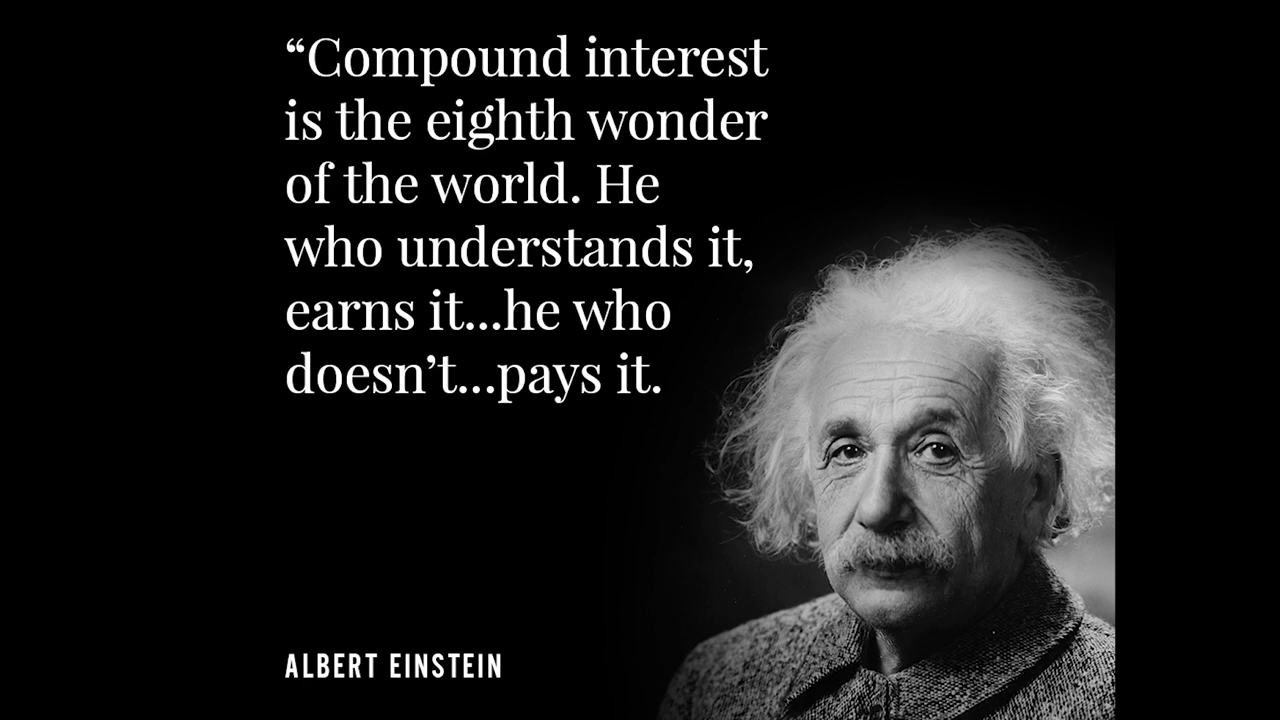 “Compound interest
is the eighth wonder
of the world. He
who understands it,
earns it...he who
doesn’t...pays it.
ALBERT EINSTEIN